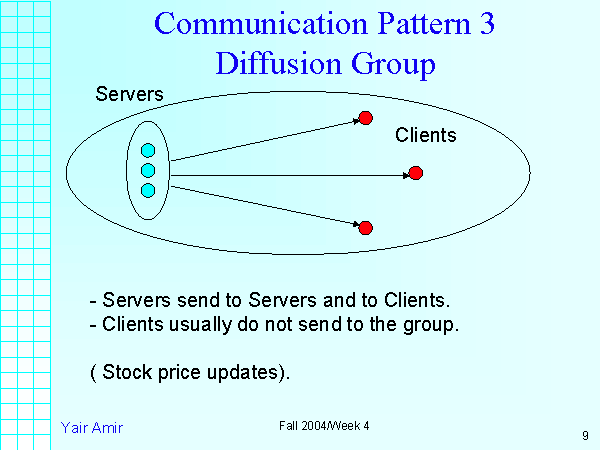 Communication Pattern 3
Diffusion Group
Servers
Clients
- Servers send to Servers and to Clients.
- Clients usually do not send to the group.
( Stock price updates).
Yair Amir
Fall 2004/Week 4
9